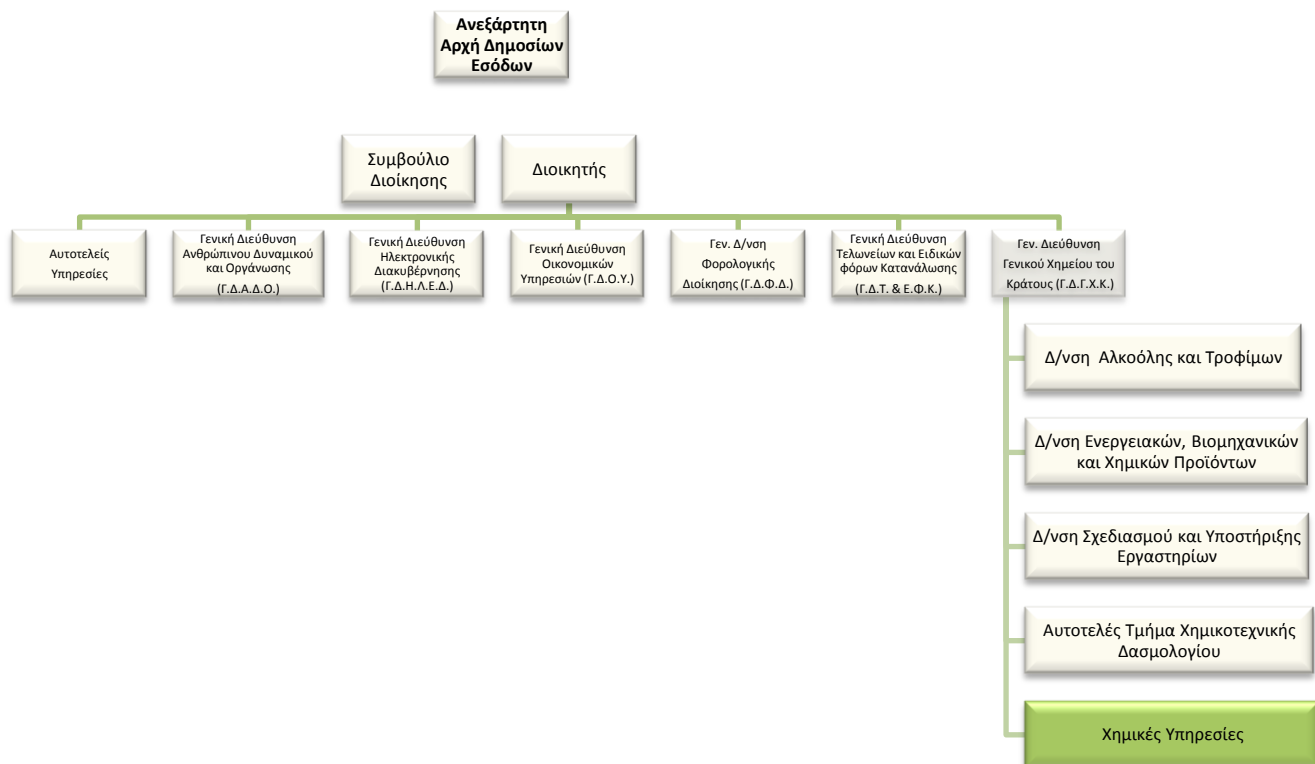 Ανεξάρτητη
Αρχή Δημοσίων
Εσόδων
Συμβούλιο
Διοίκησης
Διοικητής
Αυτοτελείς
Υπηρεσίες
Γενική Διεύθυνση
Ανθρώπινου Δυναμικού
και Οργάνωσης
(Γ.Δ.Α.Δ.Ο.)
Γενική Διεύθυνση
Ηλεκτρονικής
Διακυβέρνησης
(Γ.Δ.Η.Λ.Ε.Δ.)
Γενική Διεύθυνση
Οικονομικών
Υπηρεσιών (Γ.Δ.Ο.Υ.)
Γεν. Δ/νση
Φορολογικής
Διοίκησης (Γ.Δ.Φ.Δ.)
Γενική Διεύθυνση
Τελωνείων και Ειδικών
φόρων Κατανάλωσης
(Γ.Δ.Τ. & Ε.Φ.Κ.)
Γεν. Διεύθυνση
Γενικού Χημείου του
Κράτους (Γ.Δ.Γ.Χ.Κ.)
Δ/νση Αλκοόλης και Τροφίμων
Δ/νση Ενεργειακών, Βιομηχανικών
και Χημικών Προϊόντων
Δ/νση Σχεδιασμού και Υποστήριξης
Εργαστηρίων
Αυτοτελές Τμήμα Χημικοτεχνικής
Δασμολογίου
Χημικές Υπηρεσίες